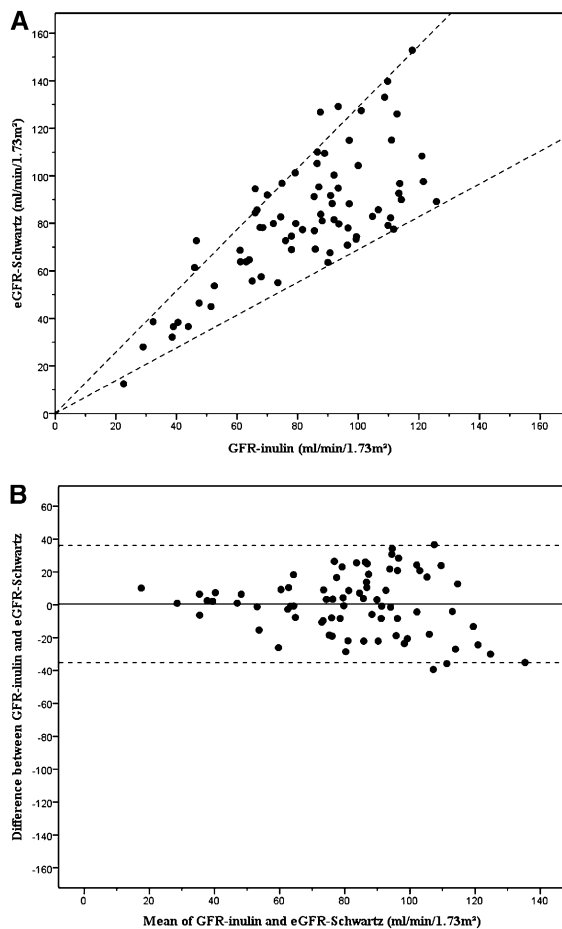 A
160
140
120
100
80
60
40
20
0
eGFR-Schwartz (ml/min/1.73m²)
0 20 40 60 80 100 120 140 160
GFR-inulin (ml/min/1.73m²)
B
60
40
20
0
-20
-40
-60
-80
-100
-120
-140
-160
Difference between GFR-inulin and eGFR-Schwartz
0 20 40 60 80 100 120 140
Mean of GFR-inulin and eGFR-Schwartz (ml/min/1.73m²)